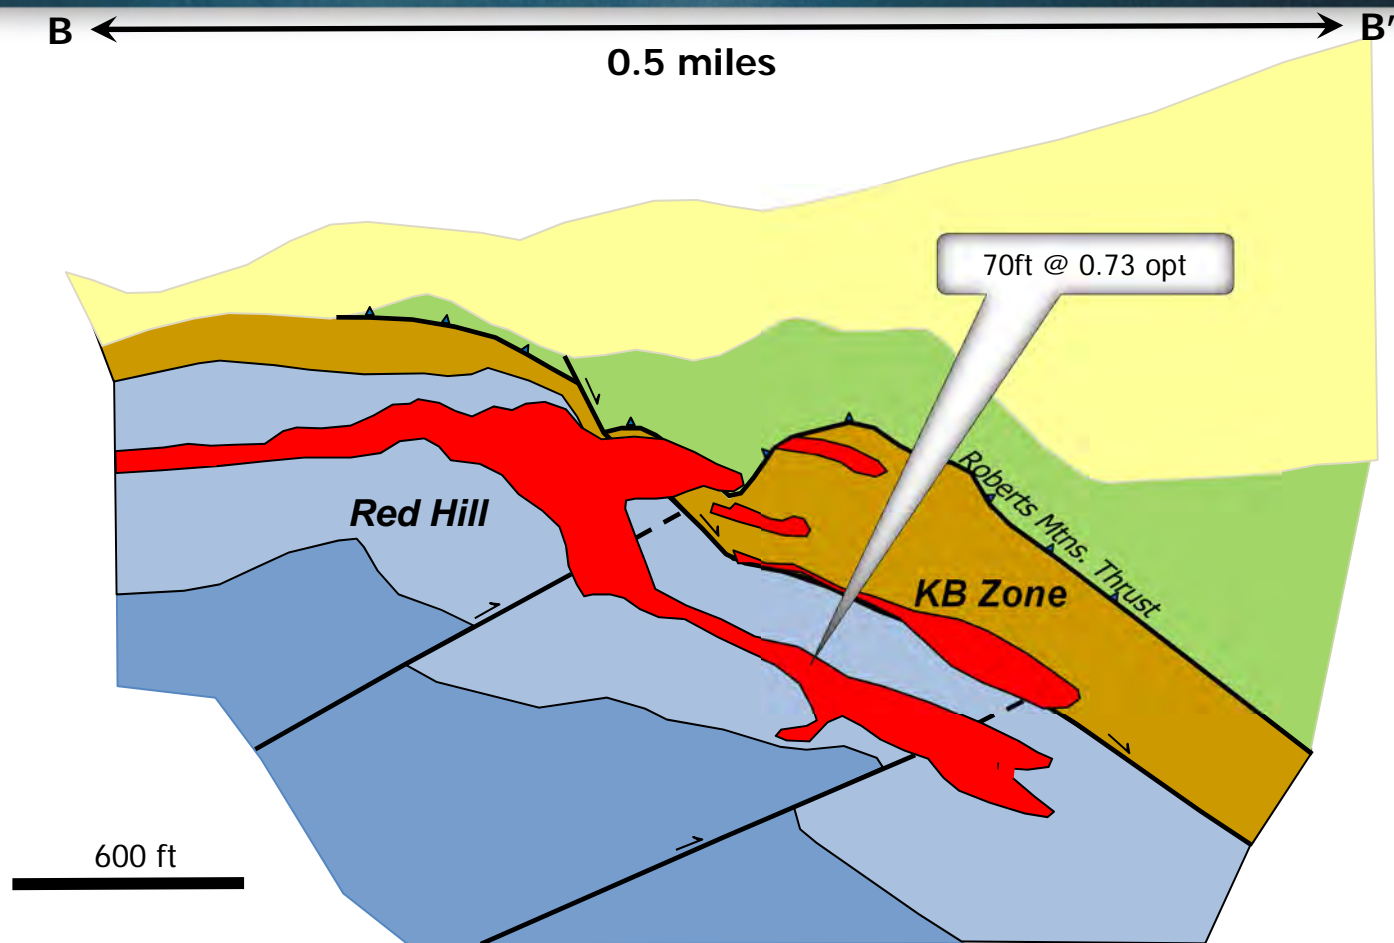 B B'
0.5 miles
70ft @ 0.73 opt
Roberts Mtns. Thrust
Red Hill
KB Zone
600 ft